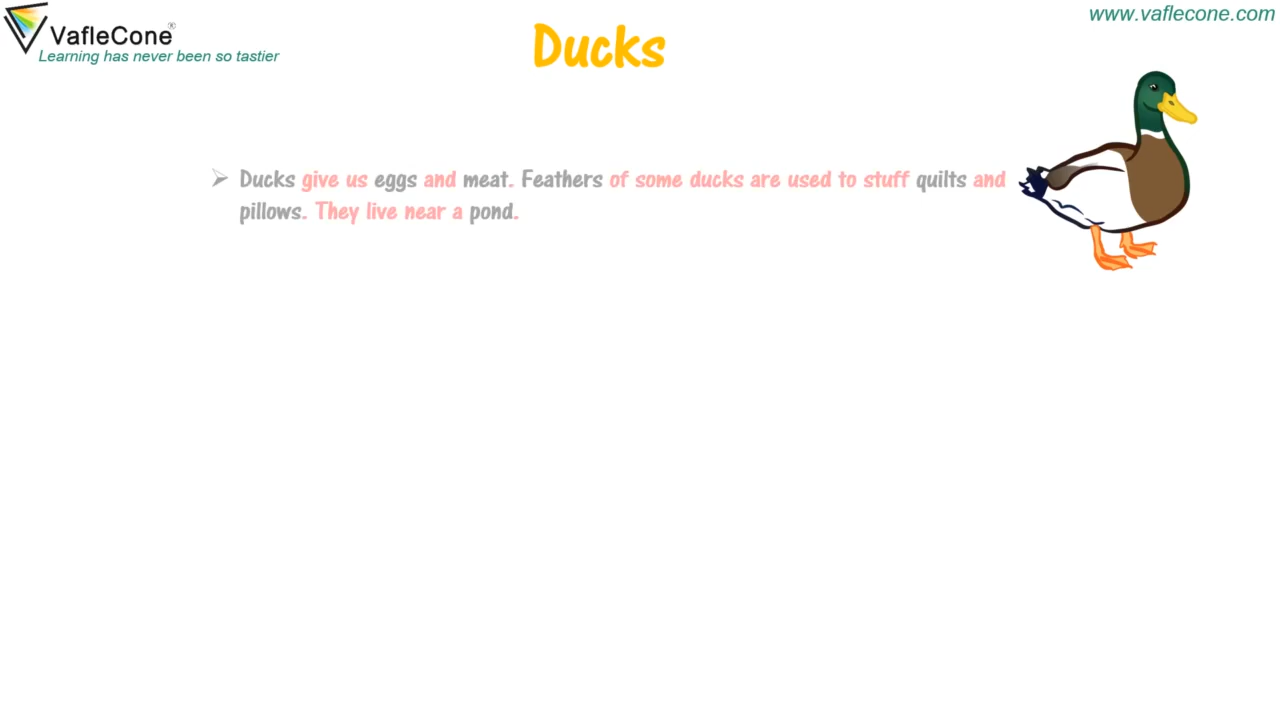 VafleCone®
Learning has never been so tastier
www.vaflecone.com
Ducks
Ducks give us eggs and meat. Feathers of some ducks are used to stuff quilts and
pillows. They live near a pond.